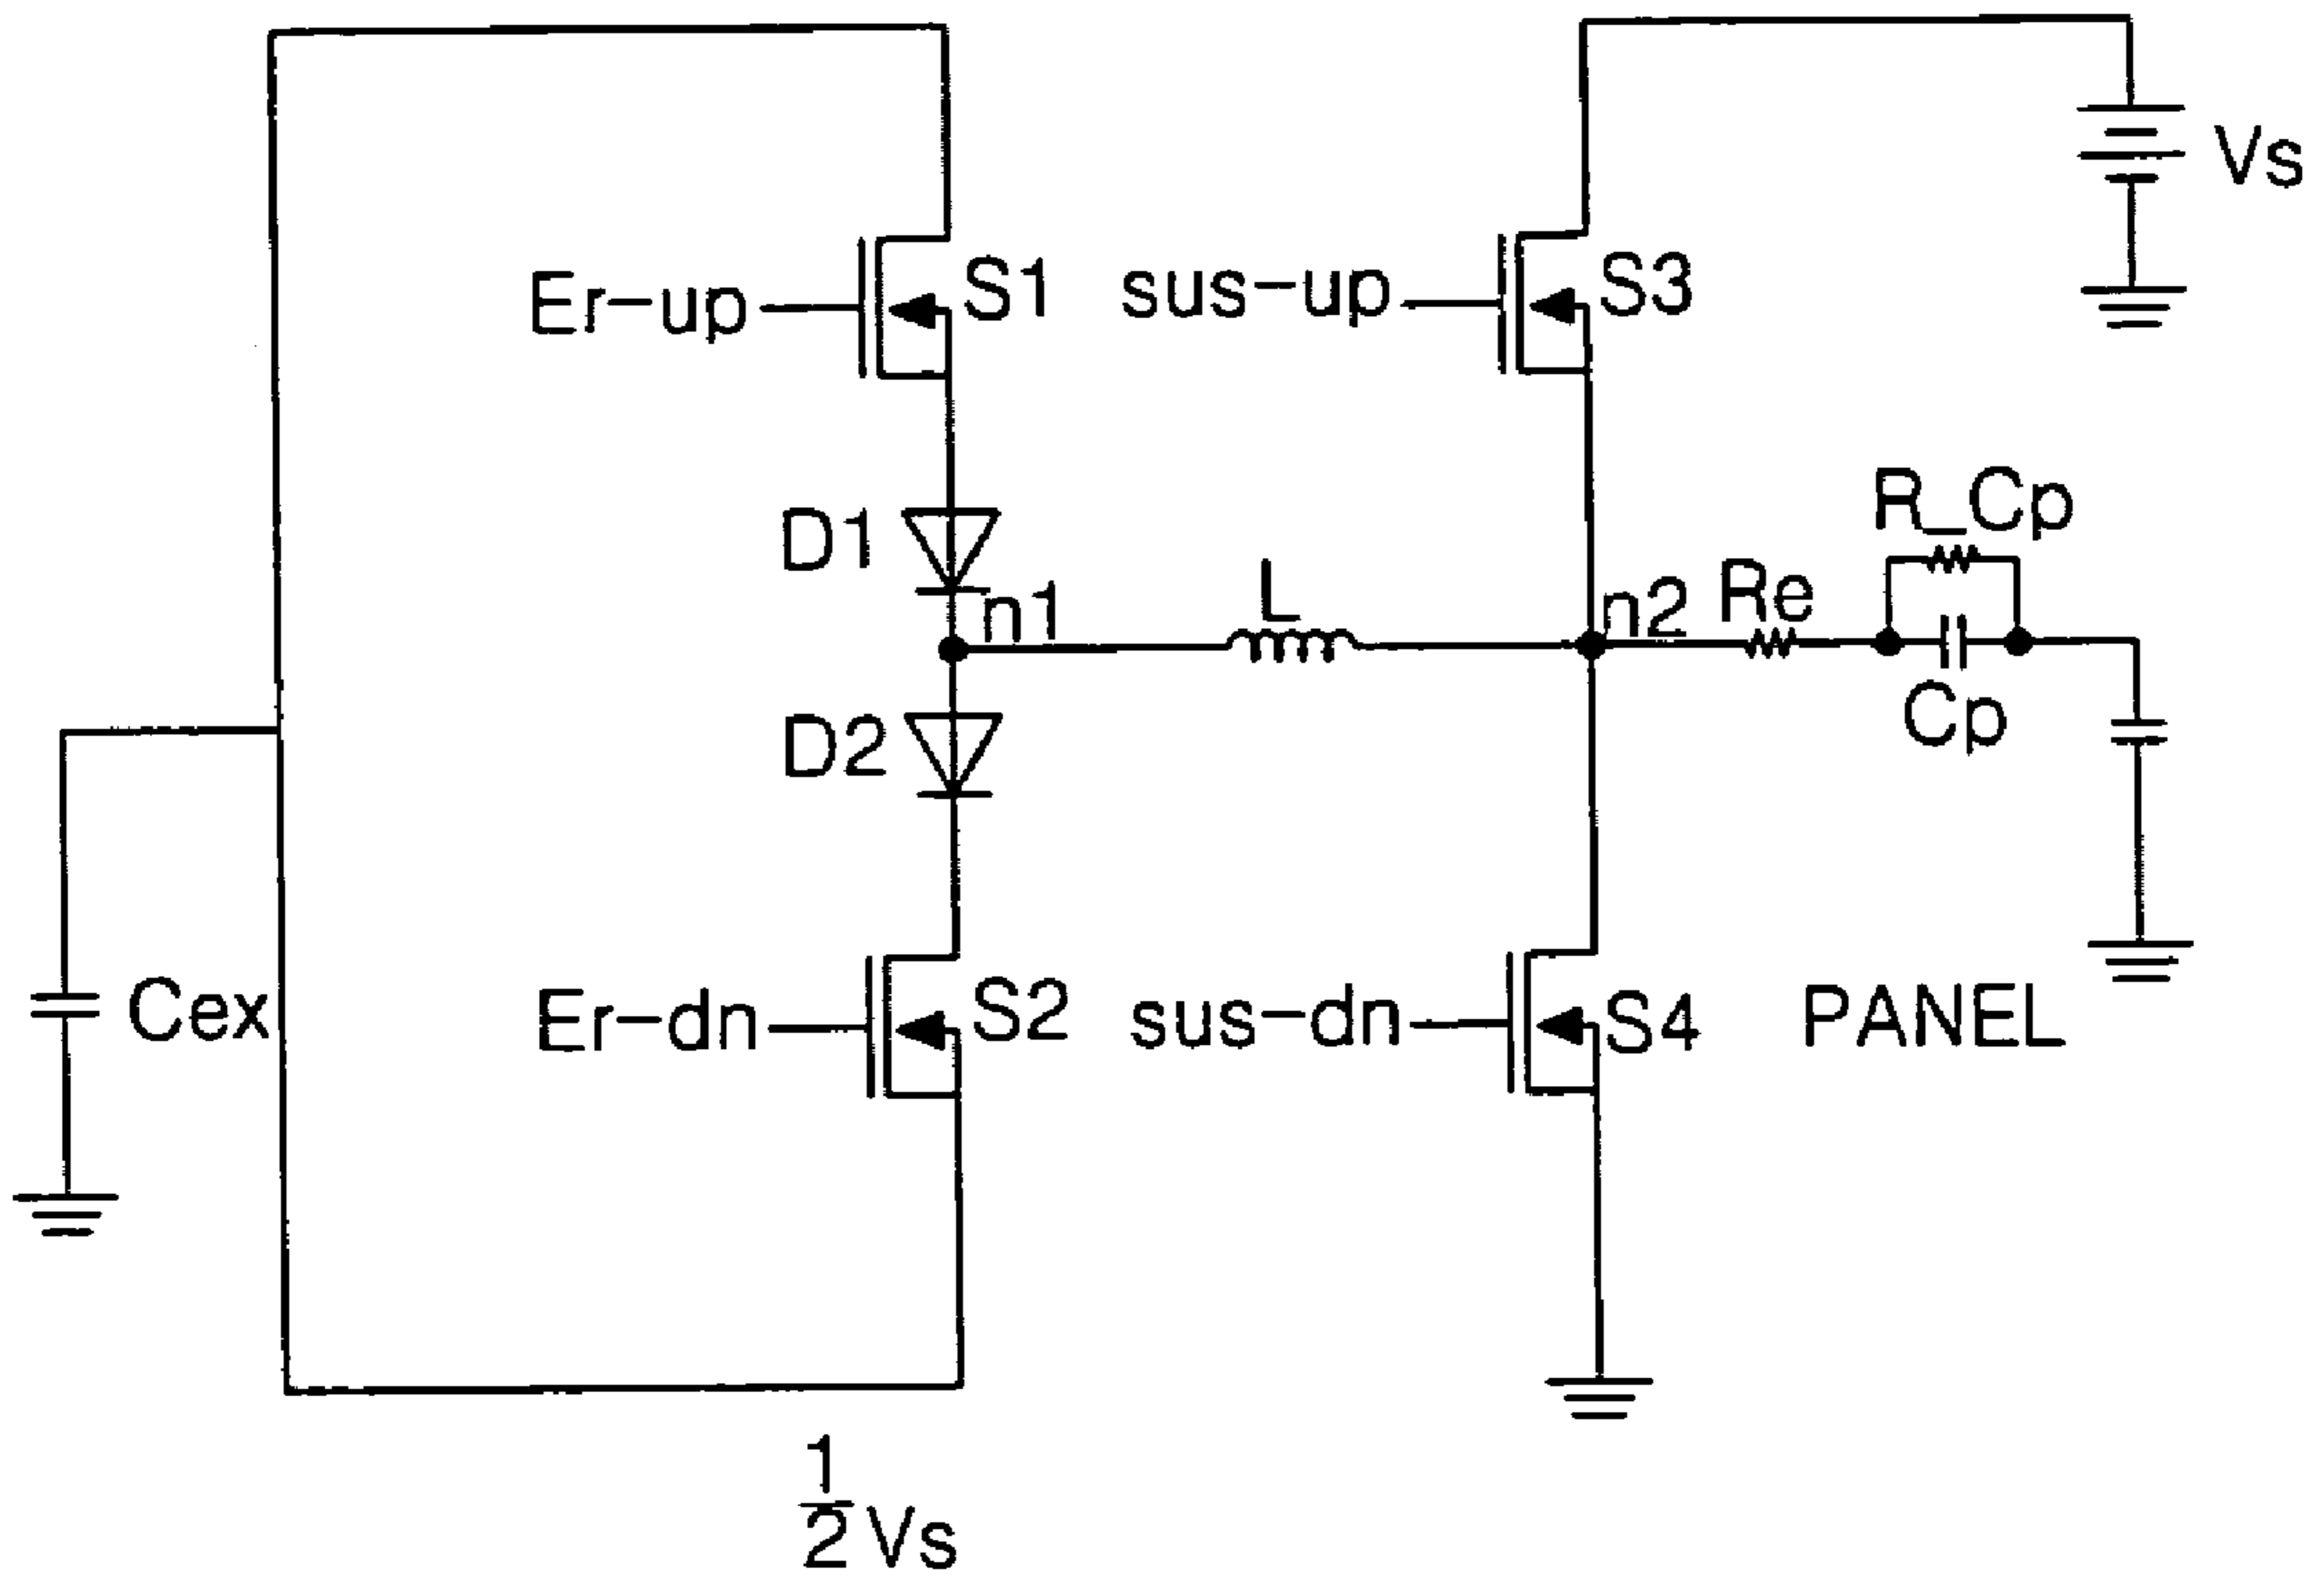 Vs
Er-up
S1
sus-up
S3
R_Cp
D1
n1
L
n2
Re
D2
Cp
Cex
Er-dn
S2
sus-dn
S4
PANEL
1
2 Vs